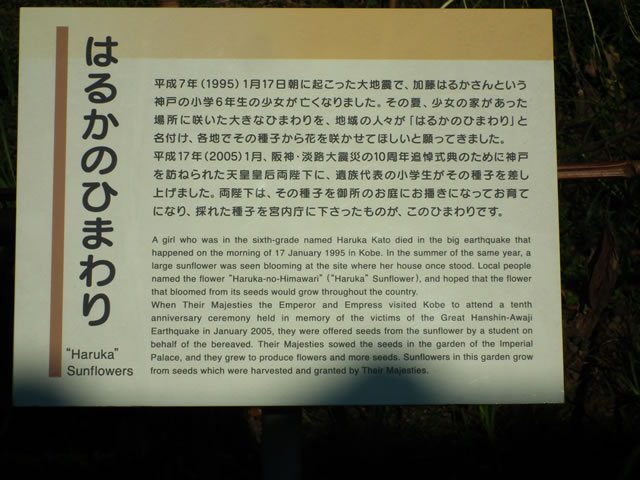 はるかのひまわり
"Haruka"
Sunflowers
平成7年(1995)1月17日朝に起こった大地震で、加藤はるかさんという
神戸の小学6年生の少女が亡くなりました。その夏、少女の家があった
場所に咲いた大きなひまわりを、地域の人々が「はるかのひまわり」と
名付け、各地でその種子から花を咲かせてほしいと願ってきました。
平成17年(2005)1月、阪神・淡路大震災の10周年追悼式典のために神戸
を訪ねられた天皇皇后両陛下に、遺族代表の小学生がその種子を差し
上げました。両陛下は、その種子を御所のお庭にお播きになってお育て
になり、採れた種子を宮内庁に下さったものが、このひまわりです。
A girl who was in the sixth-grade named Haruka Kato died in the big earthquake that
happened on the morning of 17 January 1995 in Kobe. In the summer of the same year, a
large sunflower was seen blooming at the site where her house once stood. Local people
named the flower "Haruka-no-Himawari" ("Haruka" Sunflower), and hoped that the flower
that bloomed from its seeds would grow throughout the country.
When Their Majesties the Emperor and Empress visited Kobe to attend a tenth
anniversary ceremony held in memory of the victims of the Great Hanshin-Awaji
Earthquake in January 2005, they were offered seeds from the sunflower by a student on
behalf of the bereaved. Their Majesties sowed the seeds in the garden of the Imperial
Palace, and they grew to produce flowers and more seeds. Sunflowers in this garden grow
from seeds which were harvested and granted by Their Majesties.